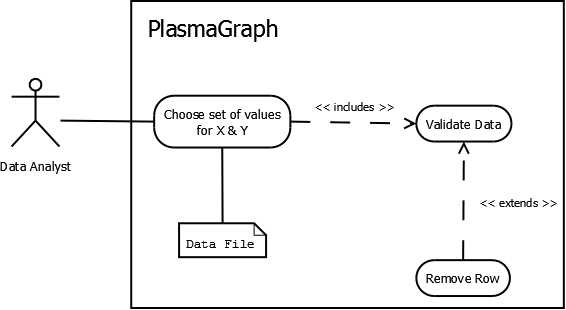 PlasmaGraph
Choose set of values
for X & Y
<< includes >>
Validate Data
Data Analyst
<< extends >>
Data File
Remove Row